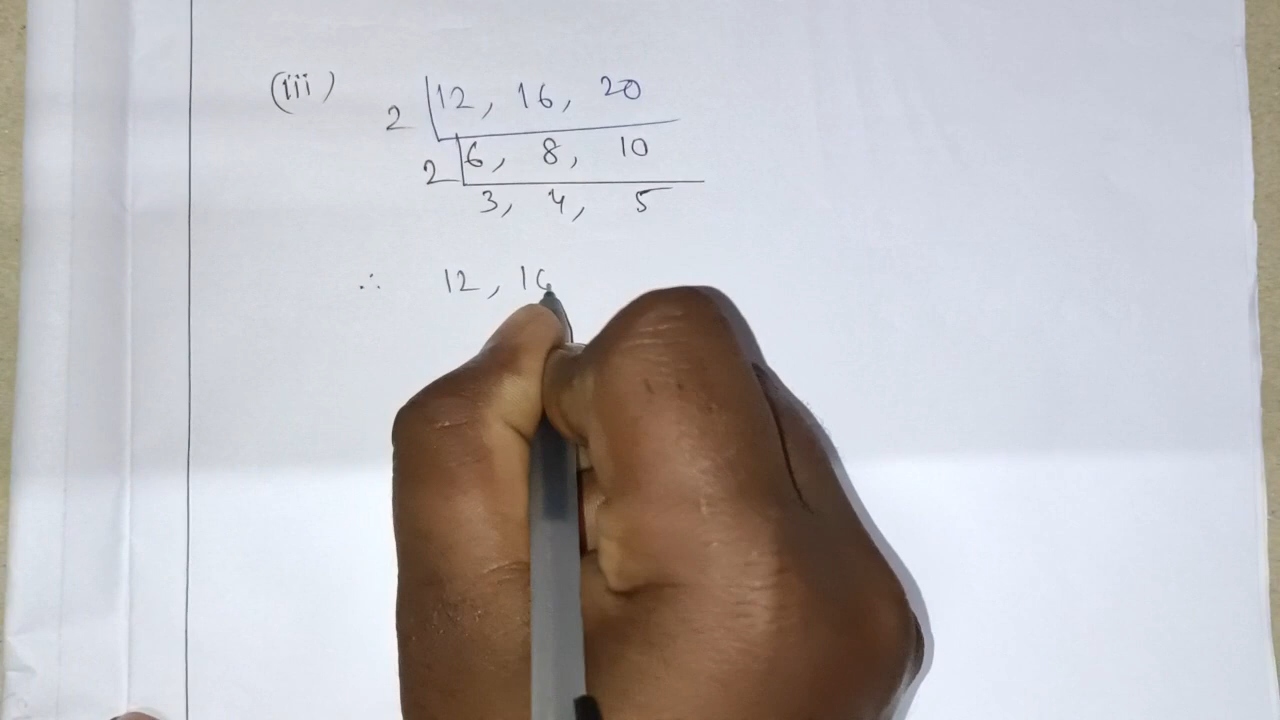 (iii) 2 12, 16, 20
2 6, 8, 10
3, 4, 5
∴ 12, 16